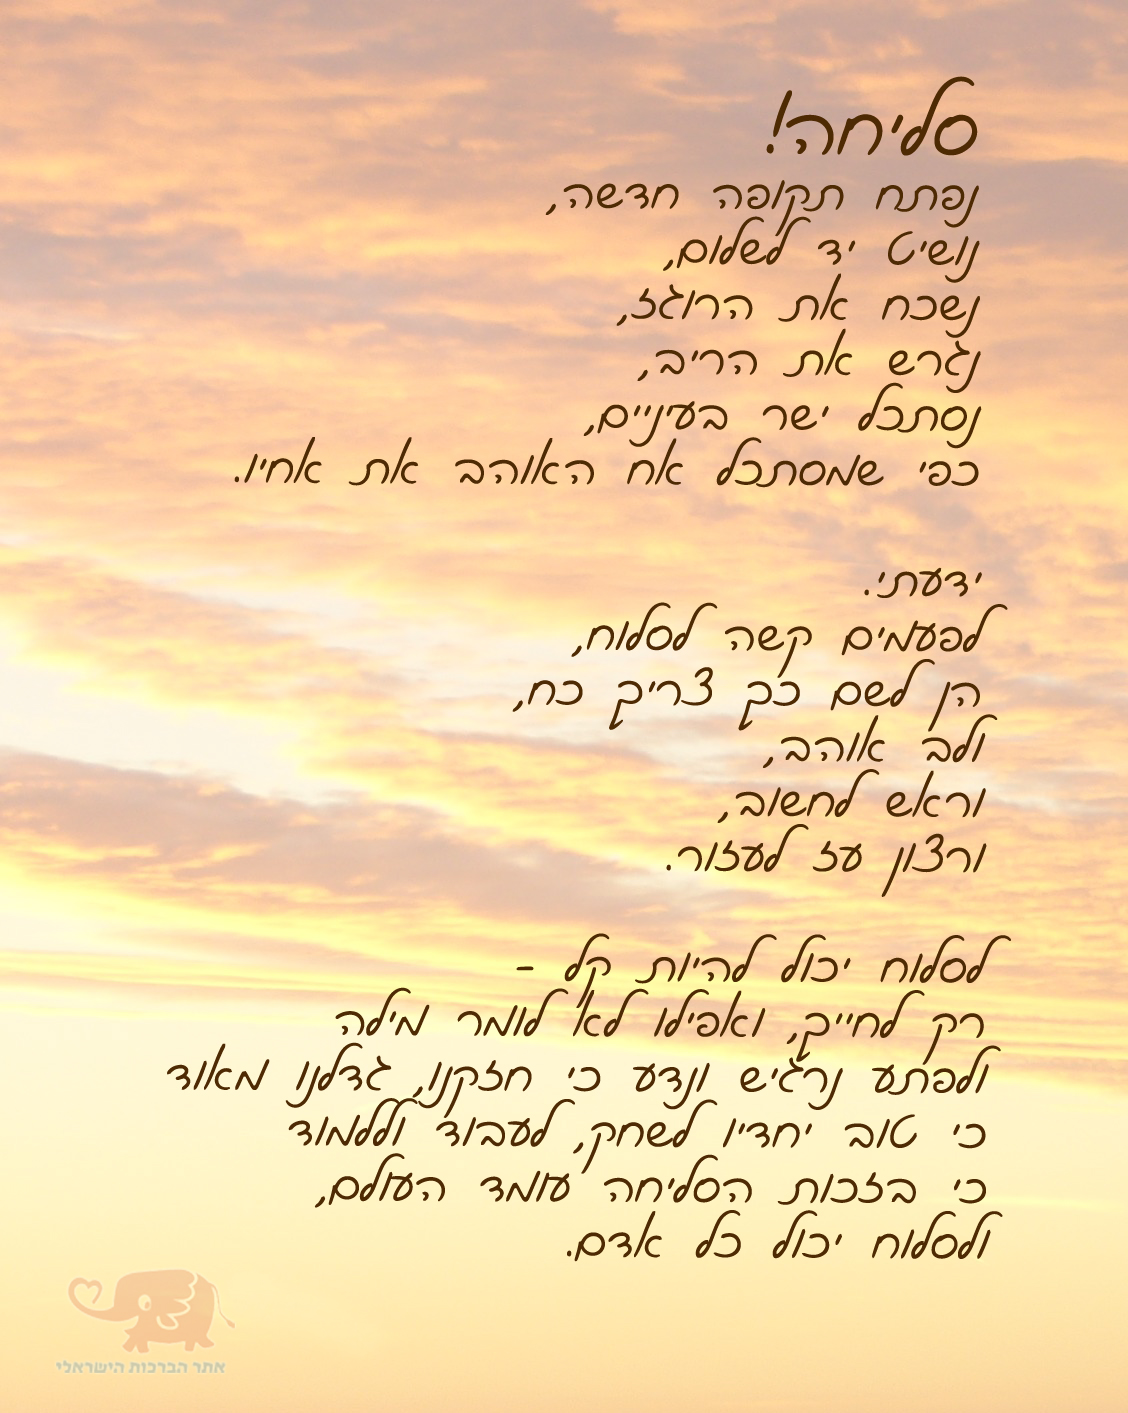 סליחה!
נפתח תקופה חדשה,
נושיט יד לשלום,
נשכח את הרוגז,
נגרש את הריב,
נסתכל ישר בעיניים,
כפי שמסתכל אח האוהב את אחיו.
ידעתי.
לפעמים קשה לסלוח,
הן לשם כך צריך כח,
ולב אוהב,
וראש לחשוב,
ורצון עז לעזור.
לסלוח יכול להיות קל -
רק לחייך, ואפילו לא לומר מילה
ולפתע נרגיש ונדע כי חזקנו, גדלנו מאוד
כי טוב יחדיו לשחק, לעבוד וללמוד
כי בזכות הסליחה עומד העולם,
ולסלוח יכול כל אדם.
אתר הברכות הישראלי